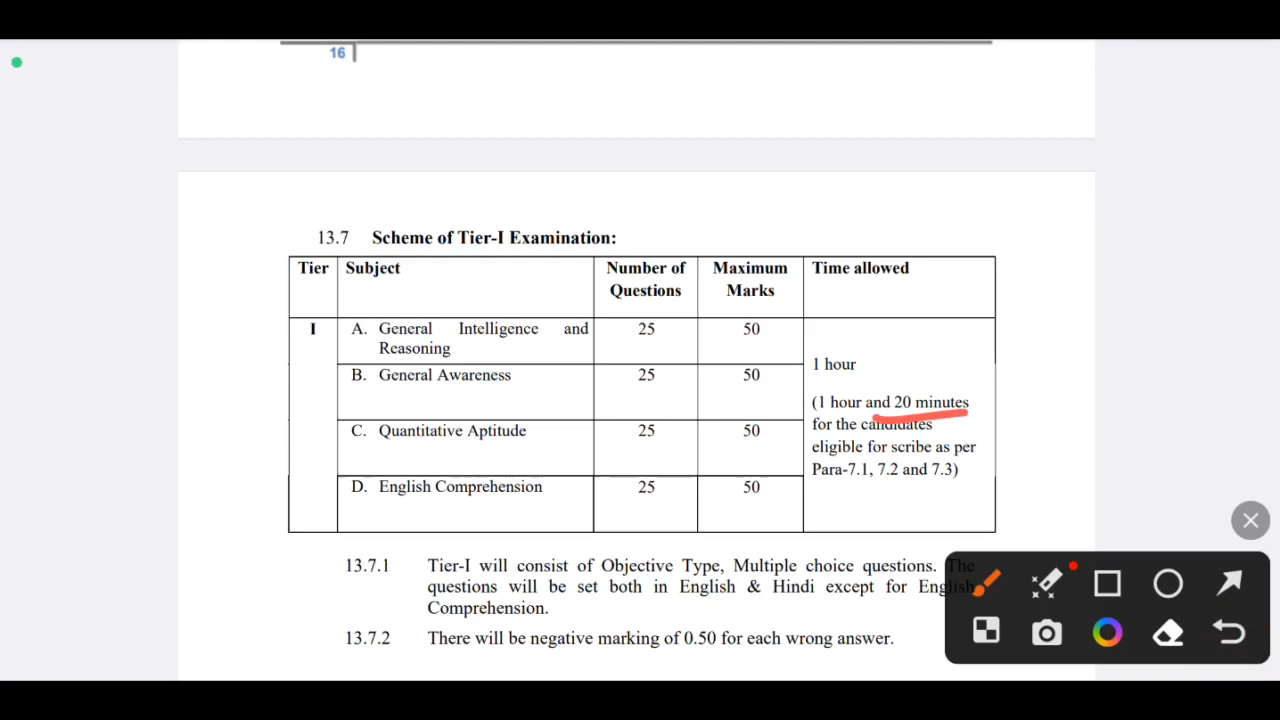 16
13.7 Scheme of Tier-I Examination:
Tier Subject Number of Questions Maximum Marks Time allowed
I A. General Intelligence and Reasoning 25 50
B. General Awareness 25 50
C. Quantitative Aptitude 25 50
D. English Comprehension 25 50
1 hour
(1 hour and 20 minutes
for the candidates
eligible for scribe as per
Para-7.1, 7.2 and 7.3)
13.7.1 Tier-I will consist of Objective Type, Multiple choice questions. The
questions will be set both in English & Hindi except for English
Comprehension.
13.7.2 There will be negative marking of 0.50 for each wrong answer.